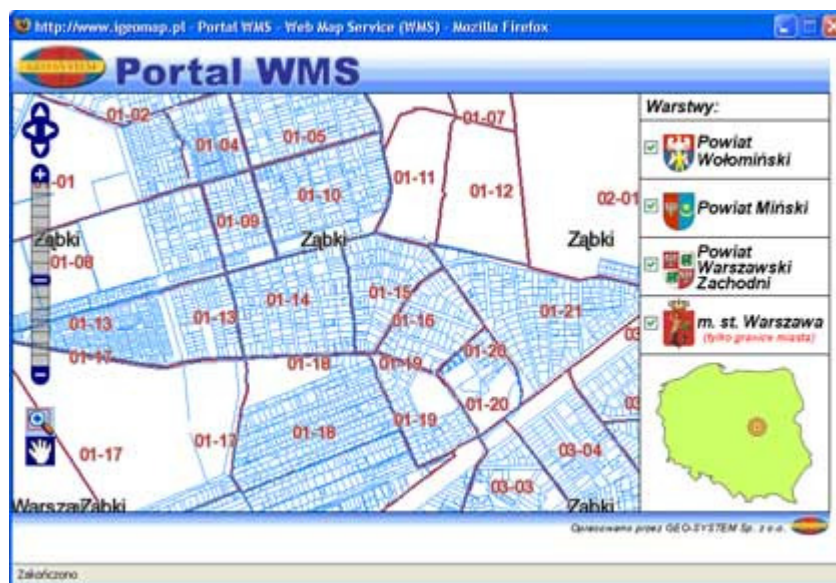 http://www.igeomap.pl - Portal WMS - Web Map Service (WMS) - Mozilla Firefox
GEO-SYSTEM
Portal WMS
Warstwy:
Powiat
Wołomiński
Powiat Miński
Powiat
Warszawski
Zachodni
m. st. Warszawa
(tylko granice miasta)
01-02
01-04
01-05
01-07
01-01
01-09
01-10
01-11
01-12
02-01
Ząbki
Ząbki
Ząbki
01-08
01-13
01-13
01-14
01-15
01-16
01-21
01-17
01-18
01-19
01-20
01-17
01-17
01-18
01-19
01-20
03-04
03-03
Ząbki
Ząbki
Opracowano przez GEO-SYSTEM Sp. z o.o.
Zakończono